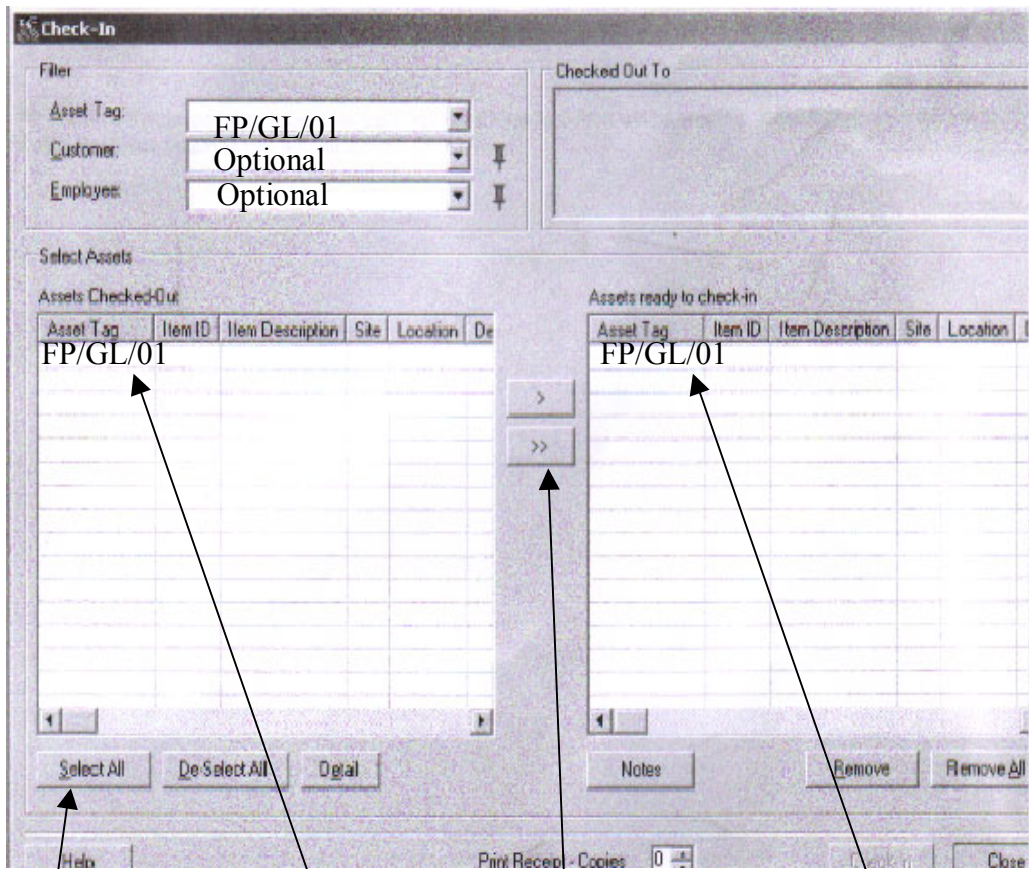 Check-In
Filter
Checked Out To
Asset Tag:
FP/GL/01
Customer:
Optional
Employee:
Optional
Select Assets
Assets Checked-Out
Assets ready to check-in
Asset Tag Item ID Item Description Site Location De
Asset Tag Item ID Item Description Site Location
FP/GL/01
FP/GL/01
>
>>
Select All De-Select All Detail
Notes Remove Remove All
Help Print Receipt - Copies 0 Check-In Close